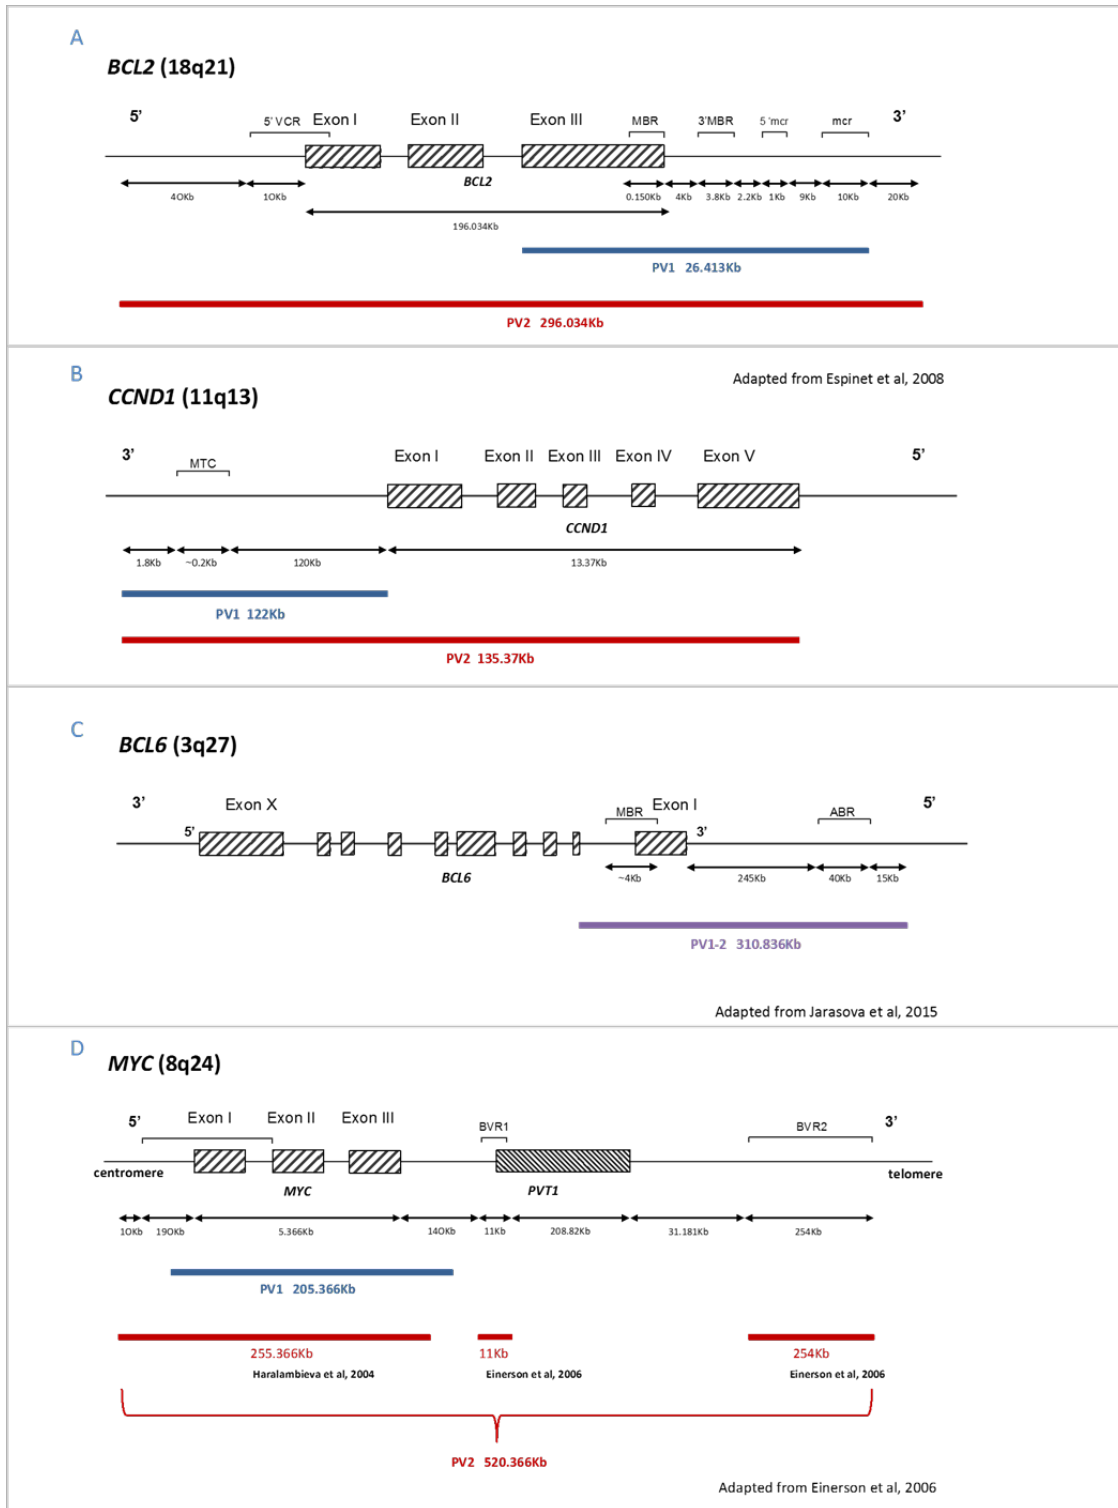 A
BCL2 (18q21)
5' 3'
5' VCR Exon I Exon II Exon III MBR 3'MBR 5 'mcr mcr
BCL2
40Kb 10Kb 0.150Kb 4Kb 3.8Kb 2.2Kb 1Kb 9Kb 10Kb 20Kb
196.034Kb
PV1 26.413Kb
PV2 296.034Kb
B
Adapted from Espinet et al, 2008
CCND1 (11q13)
3' 5'
MTC Exon I Exon II Exon III Exon IV Exon V
CCND1
1.8Kb ~0.2Kb 120Kb 13.37Kb
PV1 122Kb
PV2 135.37Kb
C
BCL6 (3q27)
3' Exon X MBR Exon I ABR 5'
5' 3'
BCL6
~4Kb 245Kb 40Kb 15Kb
PV1-2 310.836Kb
Adapted from Jarasova et al, 2015
D
MYC (8q24)
5' Exon I Exon II Exon III BVR1 BVR2 3'
centromere telomere
MYC PVT1
10Kb 190Kb 5.366Kb 140Kb 11Kb 208.82Kb 31.181Kb 254Kb
PV1 205.366Kb
255.366Kb 11Kb 254Kb
Haralambieva et al, 2004 Einerson et al, 2006 Einerson et al, 2006
PV2 520.366Kb
Adapted from Einerson et al, 2006